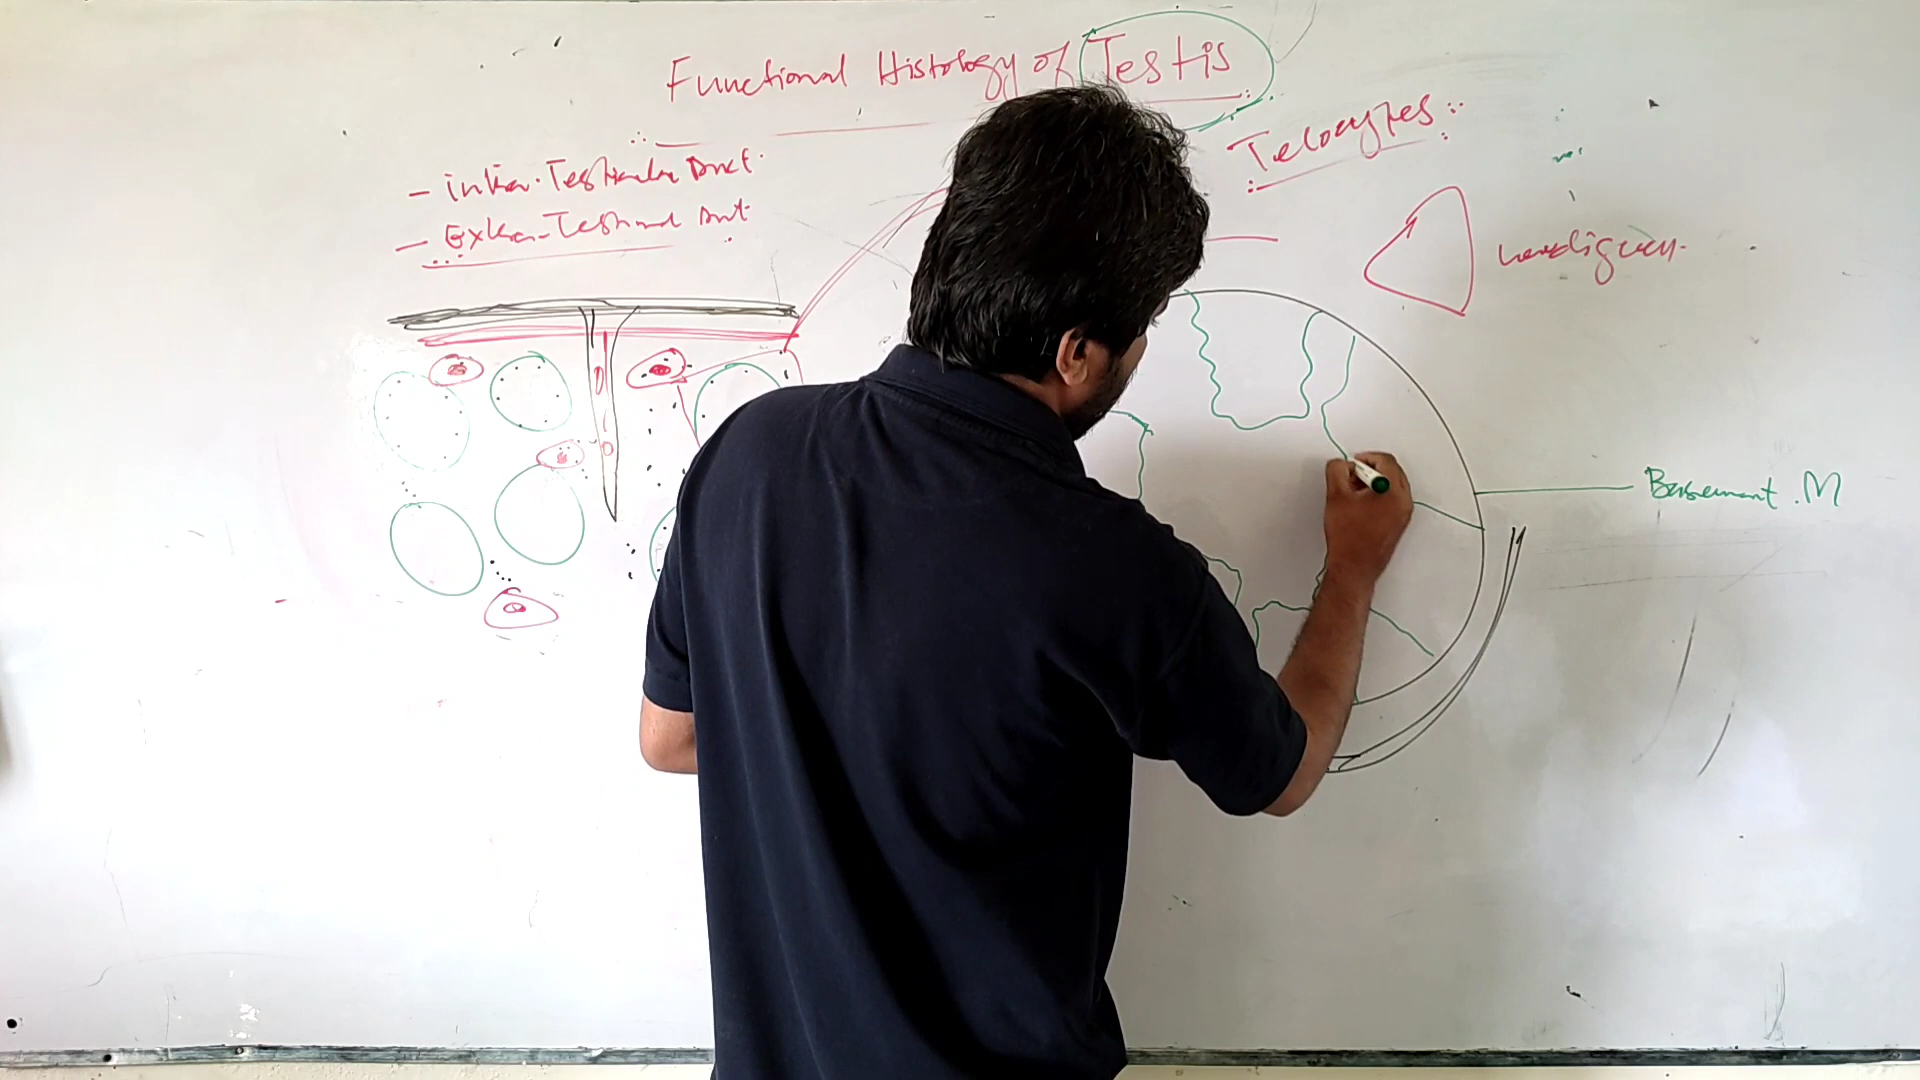 Functional Histology of Testis
Telocytes
- intra-Testicular Duct
- Extra-Testicular Duct
Basement .M